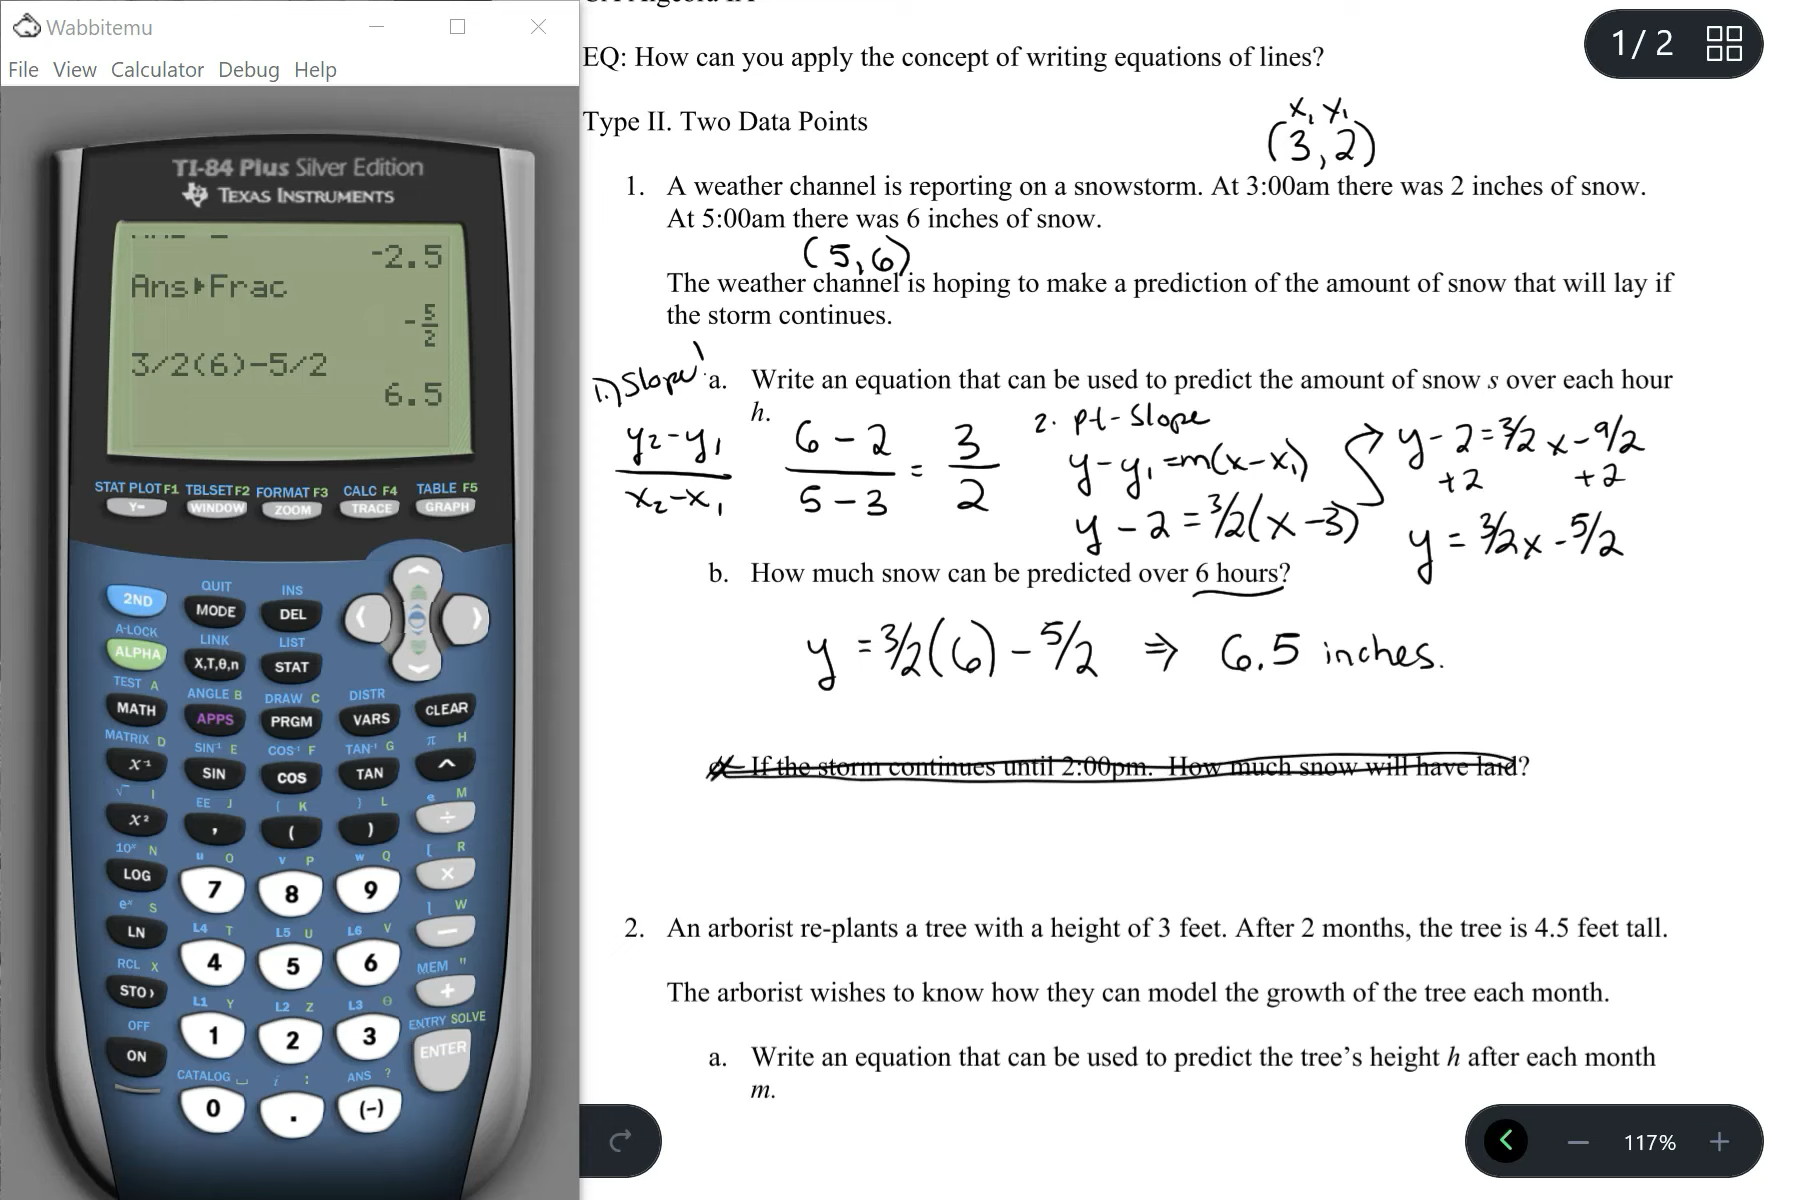 Wabbitemu
File View Calculator Debug Help
TI-84 Plus Silver Edition
TEXAS INSTRUMENTS
-2.5
Ans▸Frac
-5/2
3/2(6)-5/2
6.5
STAT PLOT F1 TBLSET F2 FORMAT F3 CALC F4 TABLE F5
Y= WINDOW ZOOM TRACE GRAPH
QUIT INS
2ND MODE DEL
A-LOCK LINK LIST
ALPHA X,T,θ,n STAT
TEST A ANGLE B DRAW C DISTR
MATH APPS PRGM VARS CLEAR
MATRIX D SIN⁻¹ E COS⁻¹ F TAN⁻¹ G π H
X⁻¹ SIN COS TAN ^
√ I EE J { K } L e M
X² , ( ) ÷
10ˣ N u O v P w Q [ R
LOG 7 8 9 ×
eˣ S L4 T L5 U L6 V ] W
LN 4 5 6 −
RCL X L1 Y L2 Z L3 θ MEM "
STO› 1 2 3 +
OFF CATALOG ⎵ i : ANS ? ENTRY SOLVE
ON 0 . (-) ENTER
EQ: How can you apply the concept of writing equations of lines?
1/2
Type II. Two Data Points
x₁ y₁
(3,2)
1. A weather channel is reporting on a snowstorm. At 3:00am there was 2 inches of snow.
At 5:00am there was 6 inches of snow.
(5,6)
The weather channel is hoping to make a prediction of the amount of snow that will lay if
the storm continues.
1.) Slope
a. Write an equation that can be used to predict the amount of snow s over each hour
h.
y₂-y₁/x₂-x₁ 6-2/5-3 = 3/2
2. pt-Slope
y-y₁=m(x-x₁)
y-2=3/2(x-3)
y-2=3/2x-9/2
+2 +2
y=3/2x-5/2
b. How much snow can be predicted over 6 hours?
y=3/2(6)-5/2 ⇒ 6.5 inches.
If the storm continues until 2:00pm. How much snow will have laid?
2. An arborist re-plants a tree with a height of 3 feet. After 2 months, the tree is 4.5 feet tall.
The arborist wishes to know how they can model the growth of the tree each month.
a. Write an equation that can be used to predict the tree's height h after each month
m.
117%